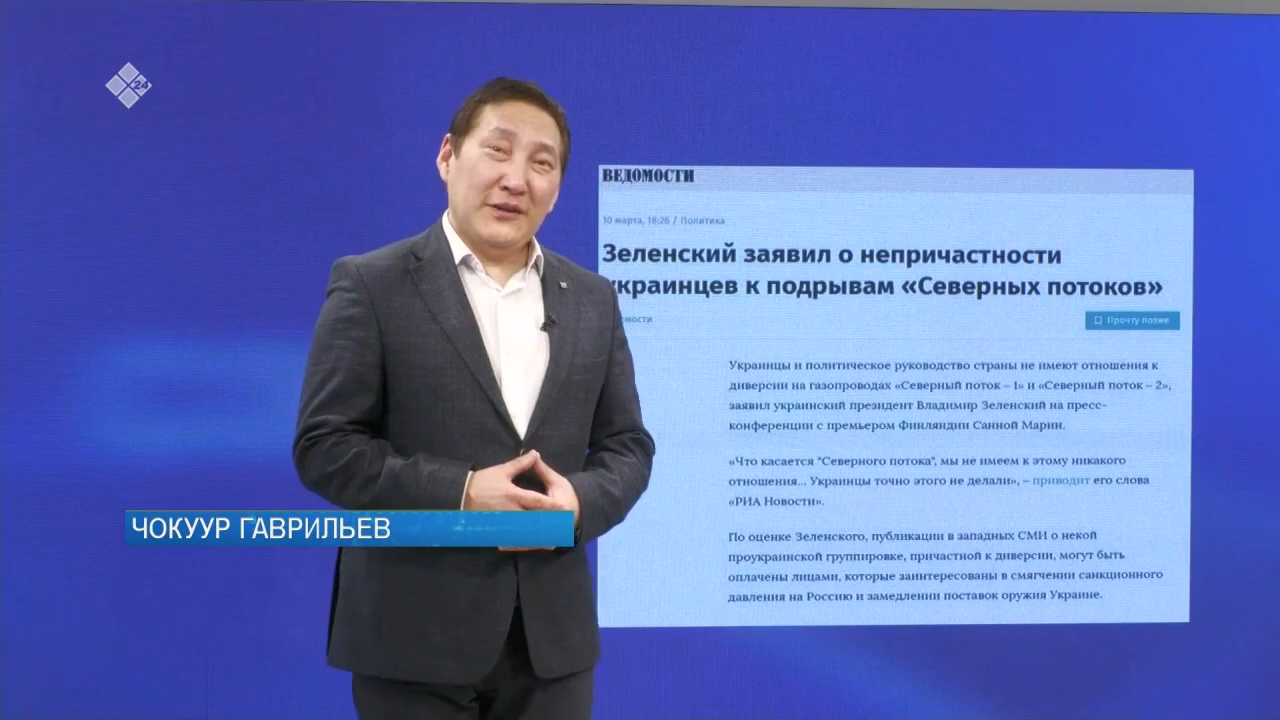 Х24
ВЕДОМОСТИ
10 марта, 18:26 / Политика
Зеленский заявил о непричастности
украинцев к подрывам «Северных потоков»
Прочту позже
Украинцы и политическое руководство страны не имеют отношения к
диверсии на газопроводах «Северный поток – 1» и «Северный поток – 2»,
заявил украинский президент Владимир Зеленский на пресс-
конференции с премьером Финляндии Санной Марин.
«Что касается "Северного потока", мы не имеем к этому никакого
отношения... Украинцы точно этого не делали», – приводит его слова
«РИА Новости».
По оценке Зеленского, публикации в западных СМИ о некой
проукраинской группировке, причастной к диверсии, могут быть
оплачены лицами, которые заинтересованы в смягчении санкционного
давления на Россию и замедлении поставок оружия Украине.
ЧОКУУР ГАВРИЛЬЕВ